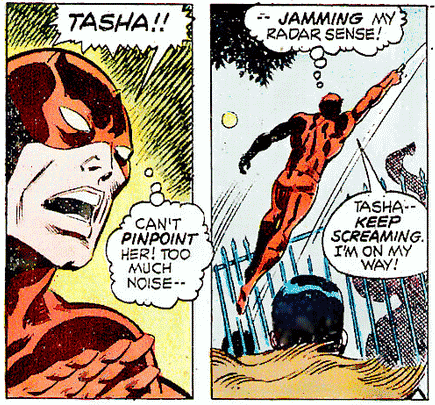 TASHA!!
CAN'T
PINPOINT
HER! TOO
MUCH
NOISE--
-- JAMMING MY
RADAR SENSE!
TASHA--
KEEP
SCREAMING.
I'M ON MY
WAY!